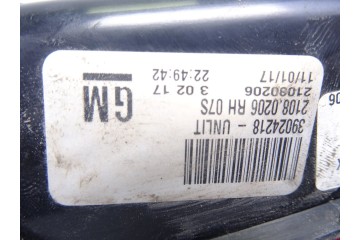 39024218 - UNLIT
2108.0206 RH 07S
21080206
11/01/17
3 02 17
22:49:42
GM